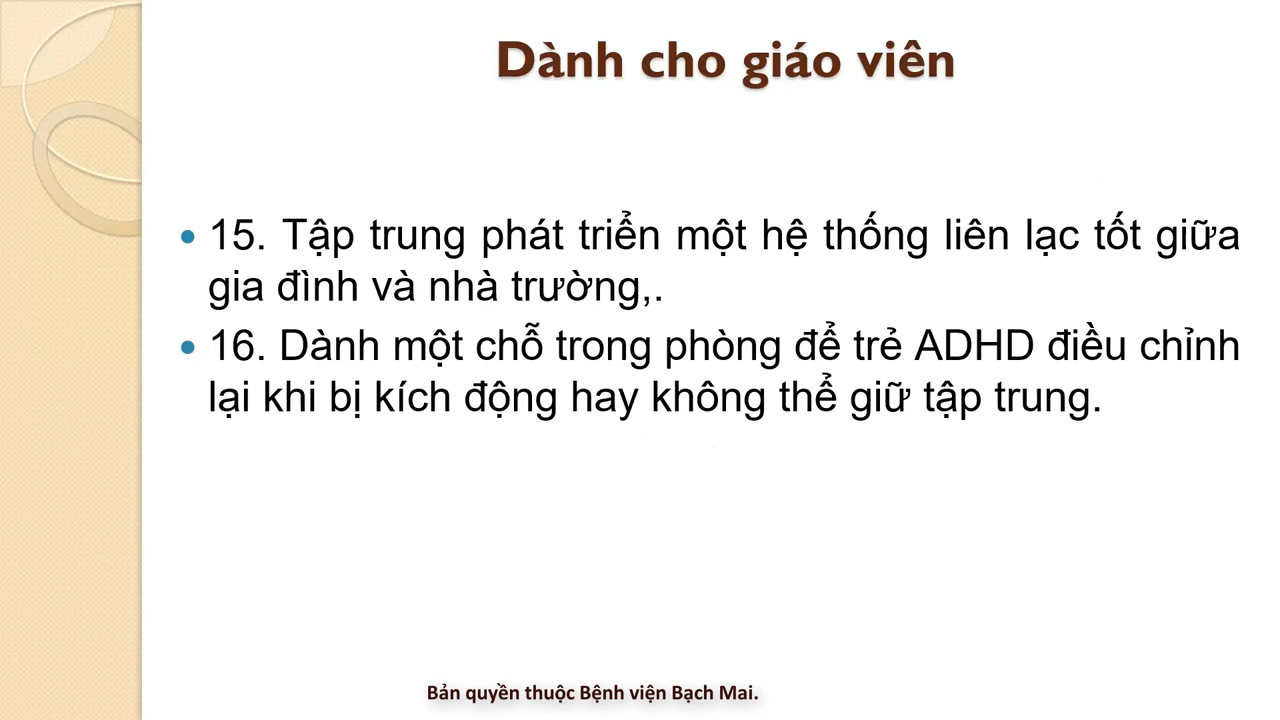 Dành cho giáo viên
• 15. Tập trung phát triển một hệ thống liên lạc tốt giữa
gia đình và nhà trường,.
• 16. Dành một chỗ trong phòng để trẻ ADHD điều chỉnh
lại khi bị kích động hay không thể giữ tập trung.
Bản quyền thuộc Bệnh viện Bạch Mai.